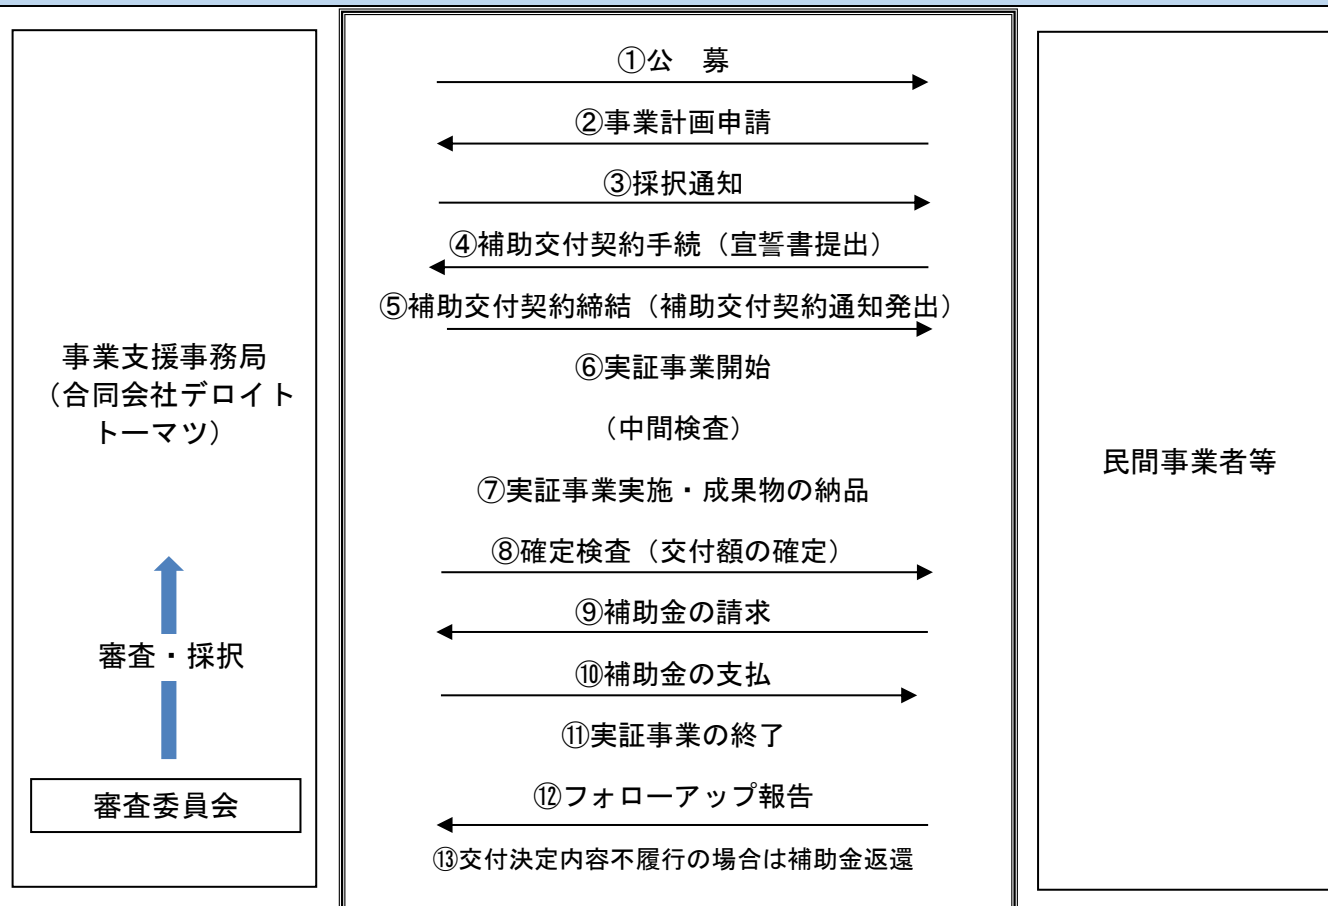 事業支援事務局
（合同会社デロイト
トーマツ）
審査・採択
審査委員会
①公　募
②事業計画申請
③採択通知
④補助交付契約手続（宣誓書提出）
⑤補助交付契約締結（補助交付契約通知発出）
⑥実証事業開始
（中間検査）
⑦実証事業実施・成果物の納品
⑧確定検査（交付額の確定）
⑨補助金の請求
⑩補助金の支払
⑪実証事業の終了
⑫フォローアップ報告
⑬交付決定内容不履行の場合は補助金返還
民間事業者等